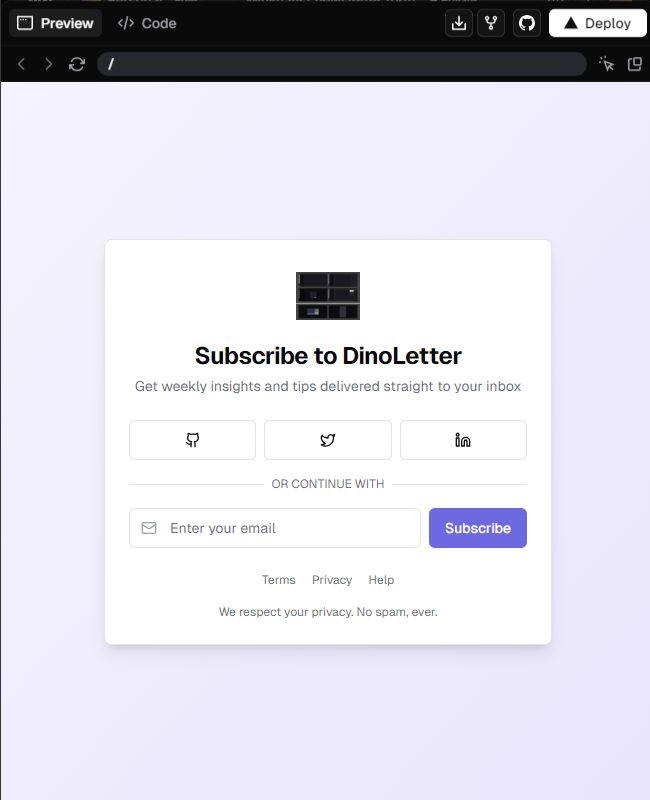 Preview
Code
Deploy
/
Subscribe to DinoLetter
Get weekly insights and tips delivered straight to your inbox
OR CONTINUE WITH
Enter your email
Subscribe
Terms Privacy Help
We respect your privacy. No spam, ever.